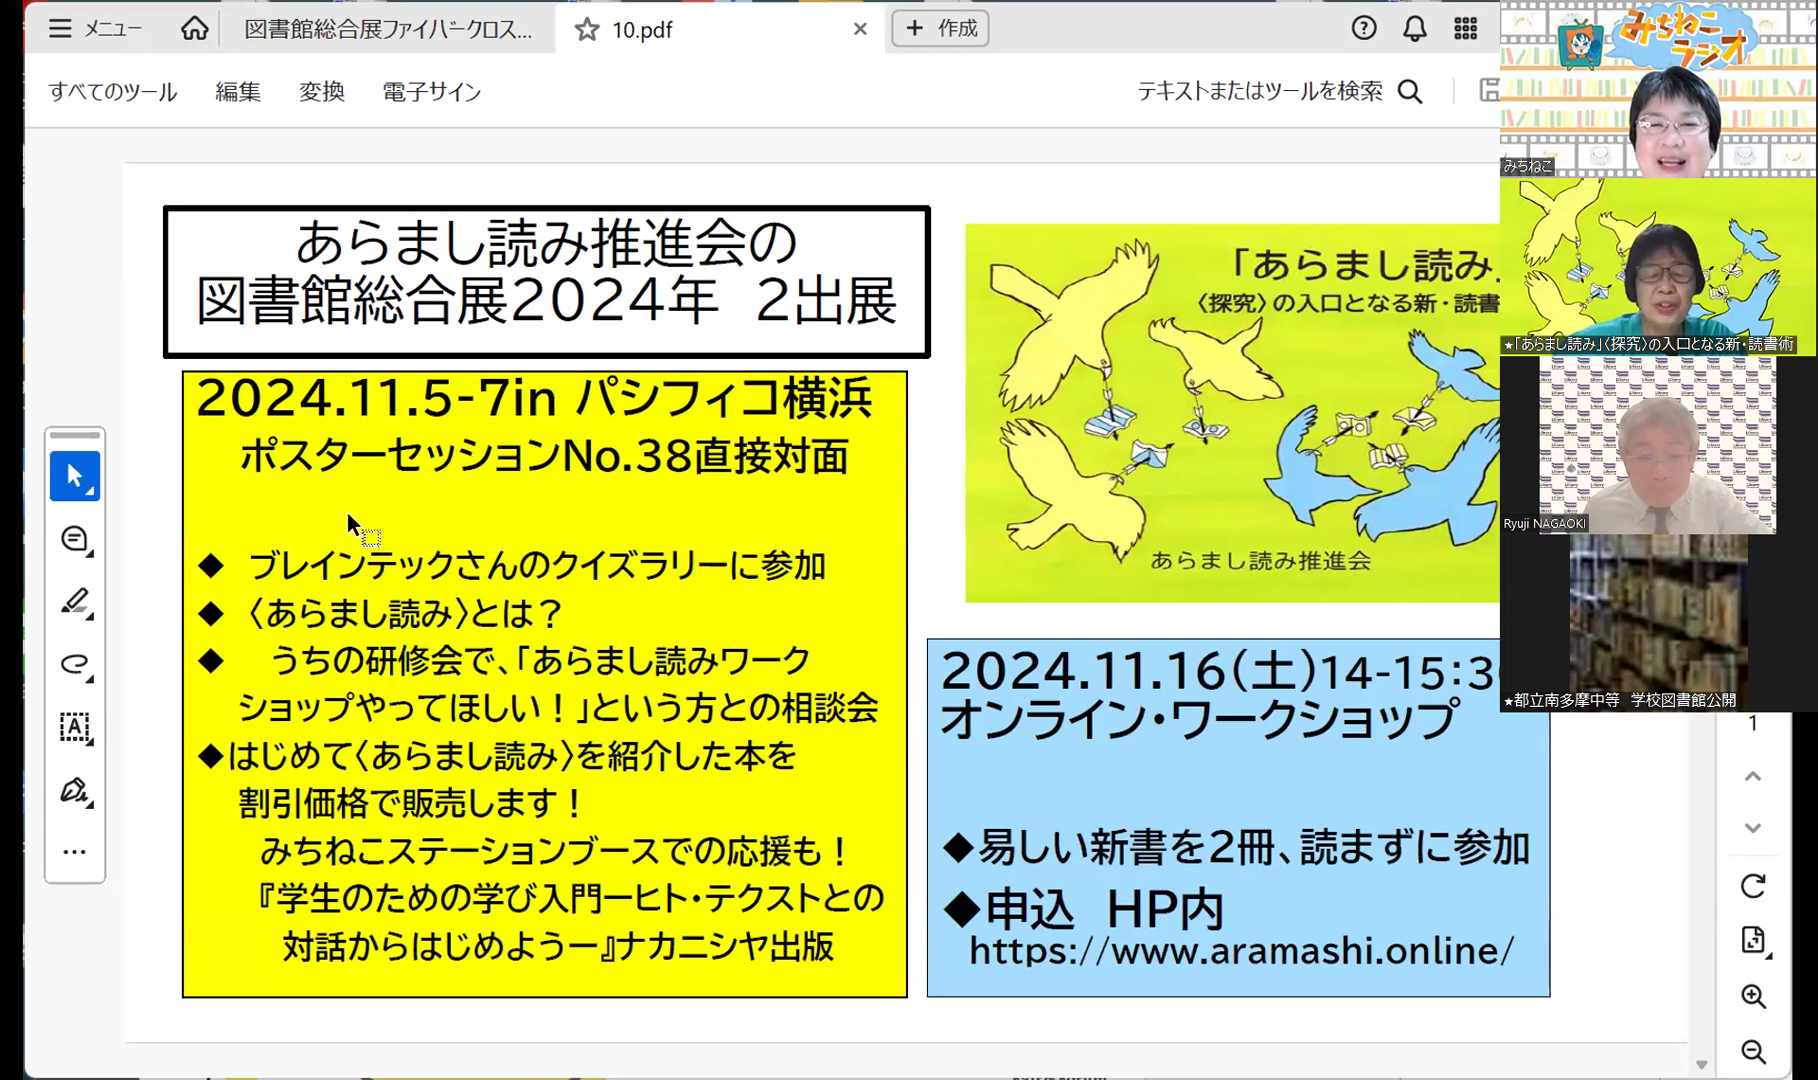 メニュー
図書館総合展ファイバークロス...
10.pdf
作成
すべてのツール
編集
変換
電子サイン
テキストまたはツールを検索
あらまし読み推進会の
図書館総合展2024年 2出展
2024.11.5-7in パシフィコ横浜
ポスターセッションNo.38直接対面
◆ ブレインテックさんのクイズラリーに参加
◆ 〈あらまし読み〉とは？
◆ うちの研修会で、「あらまし読みワーク
ショップやってほしい！」という方との相談会
◆はじめて〈あらまし読み〉を紹介した本を
割引価格で販売します！
みちねこステーションブースでの応援も！
『学生のための学び入門ーヒト・テクストとの
対話からはじめようー』ナカニシヤ出版
「あらまし読み」
〈探究〉の入口となる新・読書
あらまし読み推進会
2024.11.16(土)14-15:3
オンライン・ワークショップ
◆易しい新書を2冊、読まずに参加
◆申込 HP内
https://www.aramashi.online/
みちねこ
ラジオ
みちねこ
★「あらまし読み」〈探究〉の入口となる新・読書術
Ryuji NAGAOKI
★都立南多摩中等 学校図書館公開
1